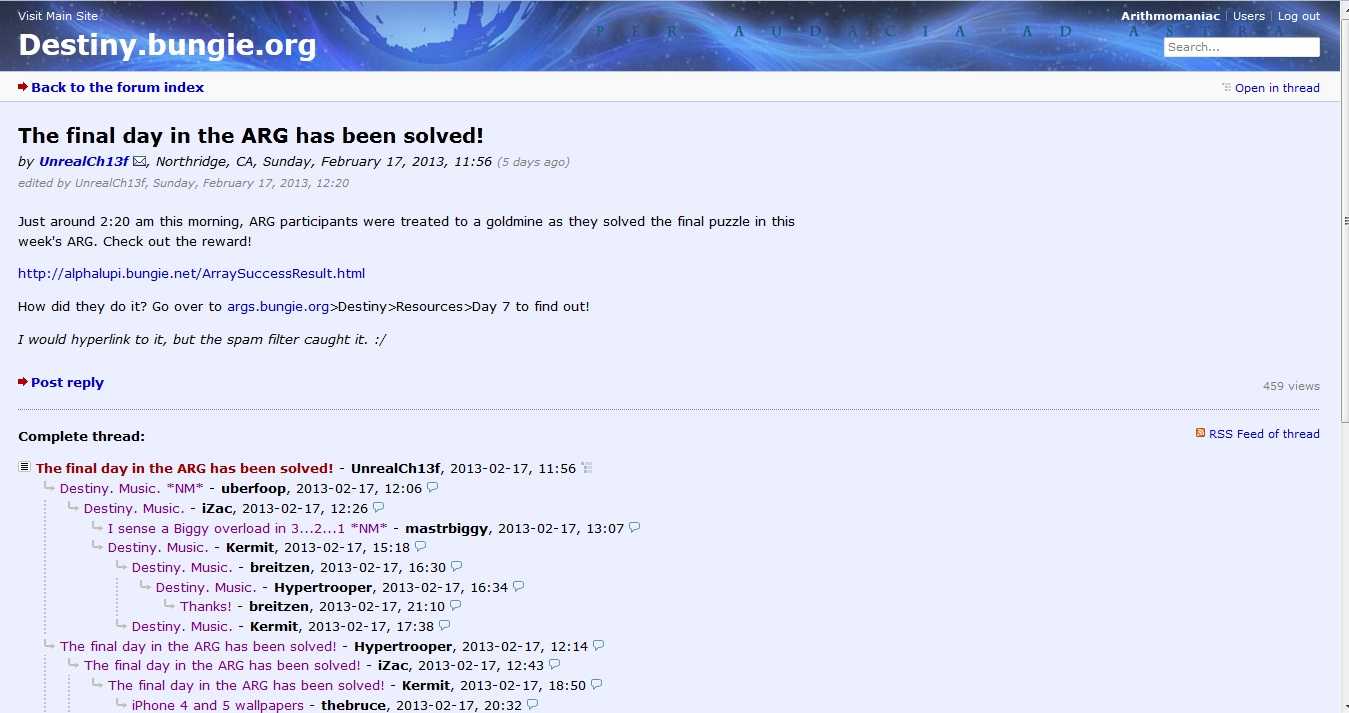 Visit Main Site
Arithmomaniac | Users | Log out
PER AUDACIA AD ASTRA
Destiny.bungie.org
Search...
Back to the forum index
Open in thread
The final day in the ARG has been solved!
by UnrealCh13f, Northridge, CA, Sunday, February 17, 2013, 11:56 (5 days ago)
edited by UnrealCh13f, Sunday, February 17, 2013, 12:20
Just around 2:20 am this morning, ARG participants were treated to a goldmine as they solved the final puzzle in this
week's ARG. Check out the reward!
http://alphalupi.bungie.net/ArraySuccessResult.html
How did they do it? Go over to args.bungie.org>Destiny>Resources>Day 7 to find out!
I would hyperlink to it, but the spam filter caught it. :/
Post reply
459 views
Complete thread:
RSS Feed of thread
The final day in the ARG has been solved! - UnrealCh13f, 2013-02-17, 11:56
Destiny. Music. *NM* - uberfoop, 2013-02-17, 12:06
Destiny. Music. - iZac, 2013-02-17, 12:26
I sense a Biggy overload in 3...2...1 *NM* - mastrbiggy, 2013-02-17, 13:07
Destiny. Music. - Kermit, 2013-02-17, 15:18
Destiny. Music. - breitzen, 2013-02-17, 16:30
Destiny. Music. - Hypertrooper, 2013-02-17, 16:34
Thanks! - breitzen, 2013-02-17, 21:10
Destiny. Music. - Kermit, 2013-02-17, 17:38
The final day in the ARG has been solved! - Hypertrooper, 2013-02-17, 12:14
The final day in the ARG has been solved! - iZac, 2013-02-17, 12:43
The final day in the ARG has been solved! - Kermit, 2013-02-17, 18:50
iPhone 4 and 5 wallpapers - thebruce, 2013-02-17, 20:32